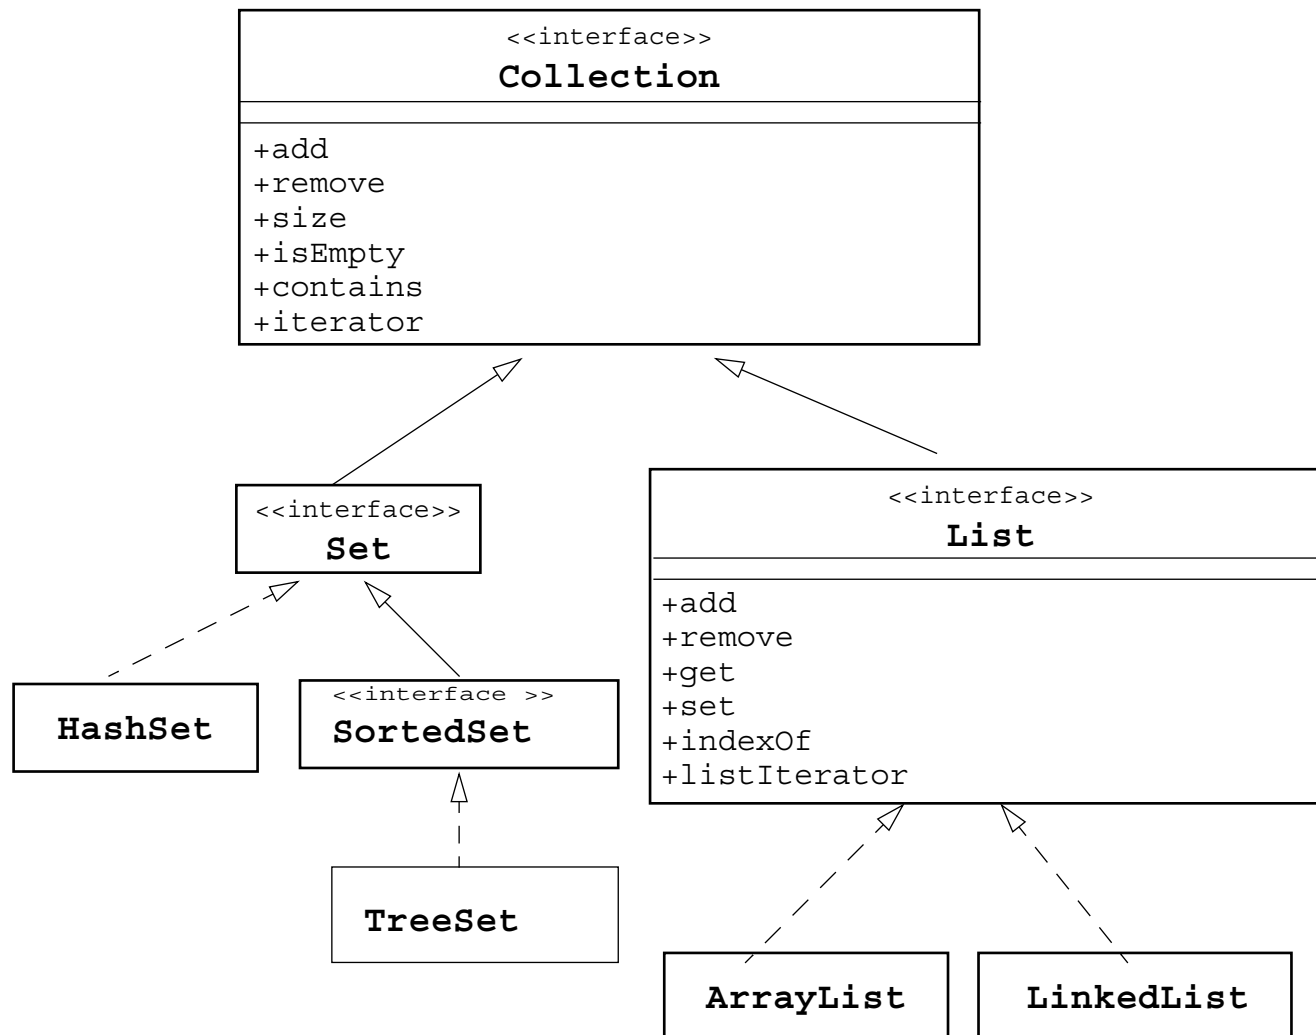 <<interface>>
Collection
+add
+remove
+size
+isEmpty
+contains
+iterator
<<interface>>
Set
<<interface>>
List
+add
+remove
+get
+set
+indexOf
+listIterator
HashSet
<<interface >>
SortedSet
TreeSet
ArrayList
LinkedList